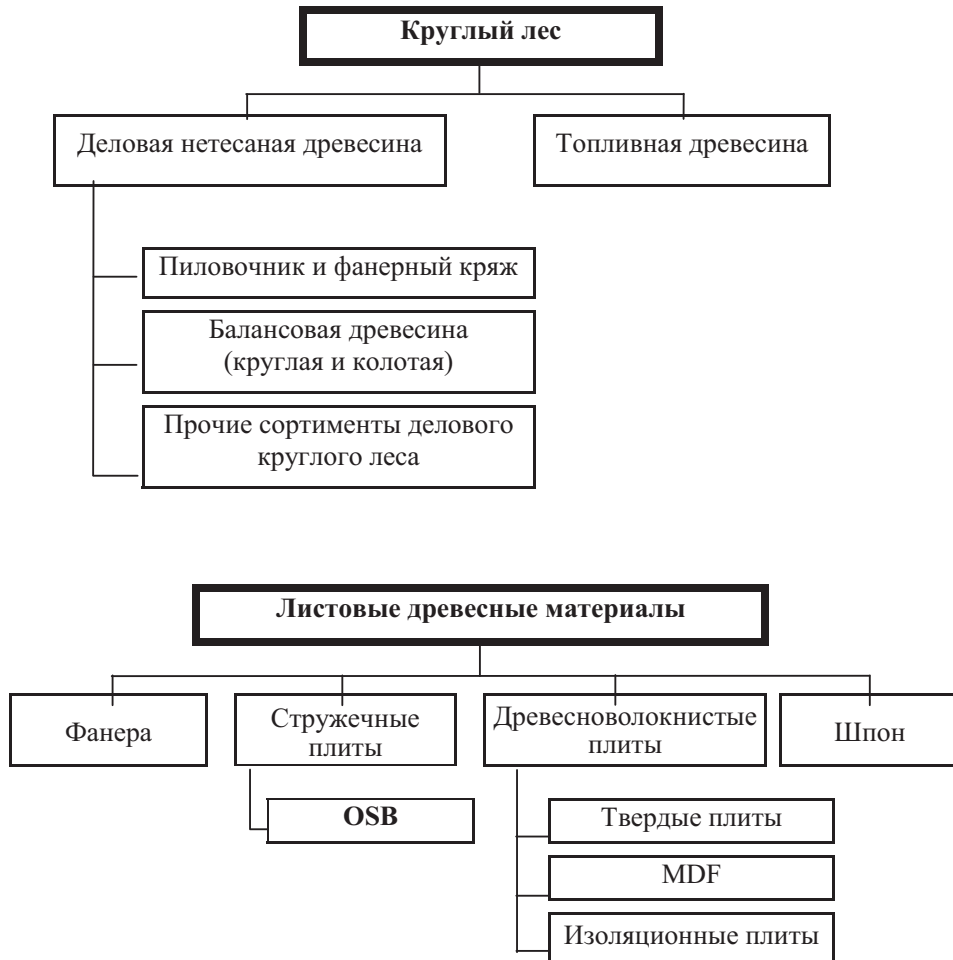 Круглый лес
Деловая нетесаная древесина
Топливная древесина
Пиловочник и фанерный кряж
Балансовая древесина
(круглая и колотая)
Прочие сортименты делового
круглого леса
Листовые древесные материалы
Фанера
Стружечные
плиты
Древесноволокнистые
плиты
Шпон
OSB
Твердые плиты
MDF
Изоляционные плиты